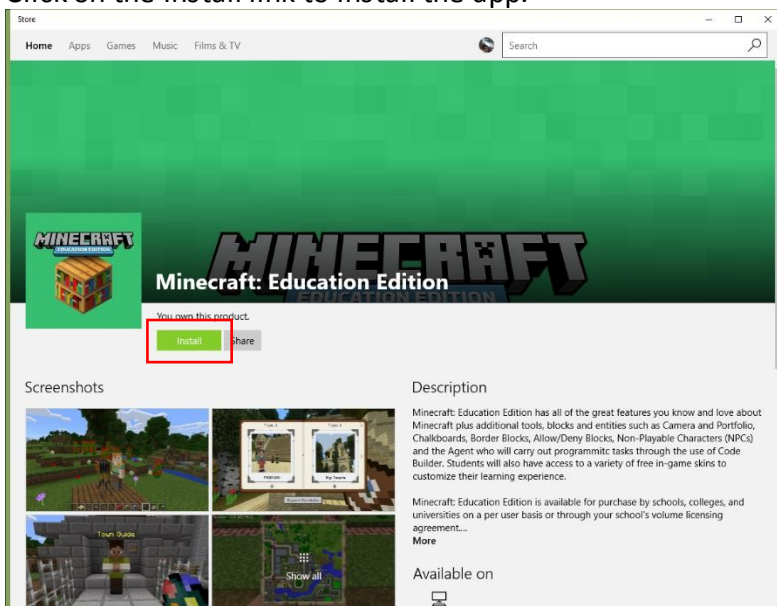 Click on the Install link to install the app.
Store
Home Apps Games Music Films & TV
Search
MINECRAFT
EDUCATION EDITION
MINECRAFT
EDUCATION EDITION
Minecraft: Education Edition
You own this product.
Install Share
Screenshots
Town Guide
Show all
Description
Minecraft: Education Edition has all of the great features you know and love about
Minecraft plus additional tools, blocks and entities such as Camera and Portfolio,
Chalkboards, Border Blocks, Allow/Deny Blocks, Non-Playable Characters (NPCs)
and the Agent who will carry out programmitc tasks through the use of Code
Builder. Students will also have access to a variety of free in-game skins to
customize their learning experience.
Minecraft: Education Edition is available for purchase by schools, colleges, and
universities on a per user basis or through your school's volume licensing
agreement....
More
Available on